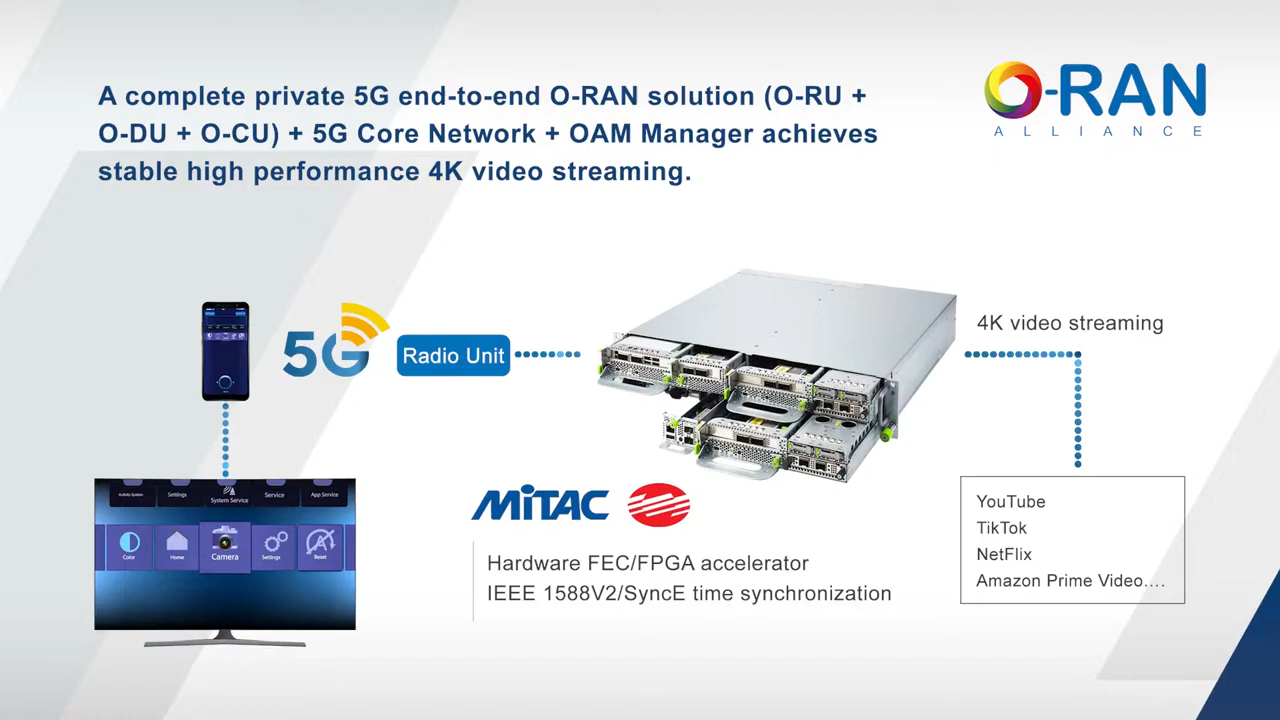 A complete private 5G end-to-end O-RAN solution (O-RU +
O-DU + O-CU) + 5G Core Network + OAM Manager achieves
stable high performance 4K video streaming.
O-RAN
ALLIANCE
5G
Radio Unit
4K video streaming
Activity System
Settings
System Service
Service
App Service
Color
Home
Camera
Settings
Reset
MiTAC
Hardware FEC/FPGA accelerator
IEEE 1588V2/SyncE time synchronization
YouTube
TikTok
NetFlix
Amazon Prime Video....